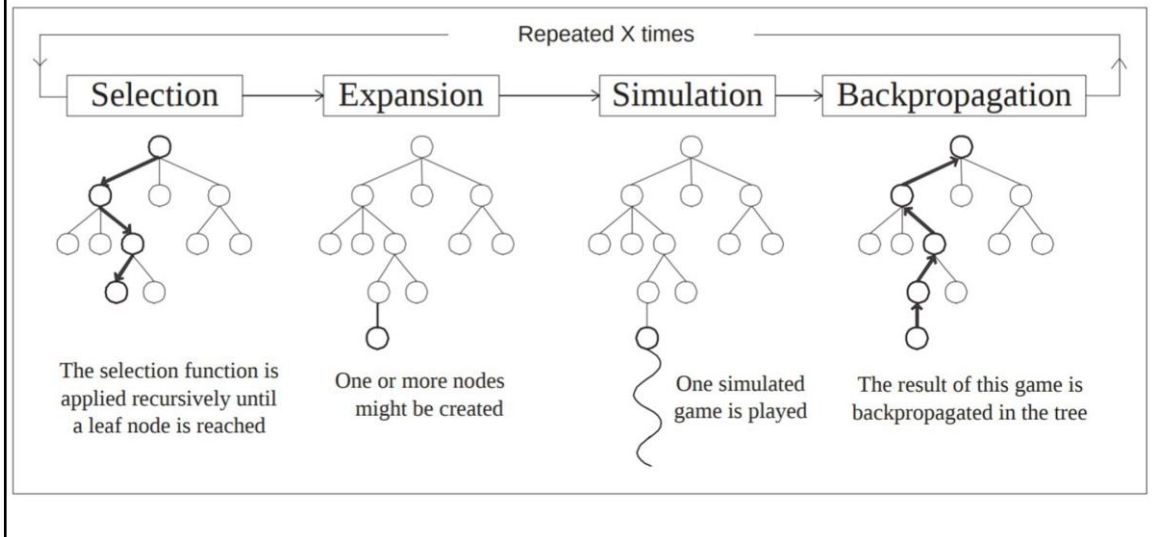 Repeated X times
Selection
Expansion
Simulation
Backpropagation
The selection function is
applied recursively until
a leaf node is reached
One or more nodes
might be created
One simulated
game is played
The result of this game is
backpropagated in the tree